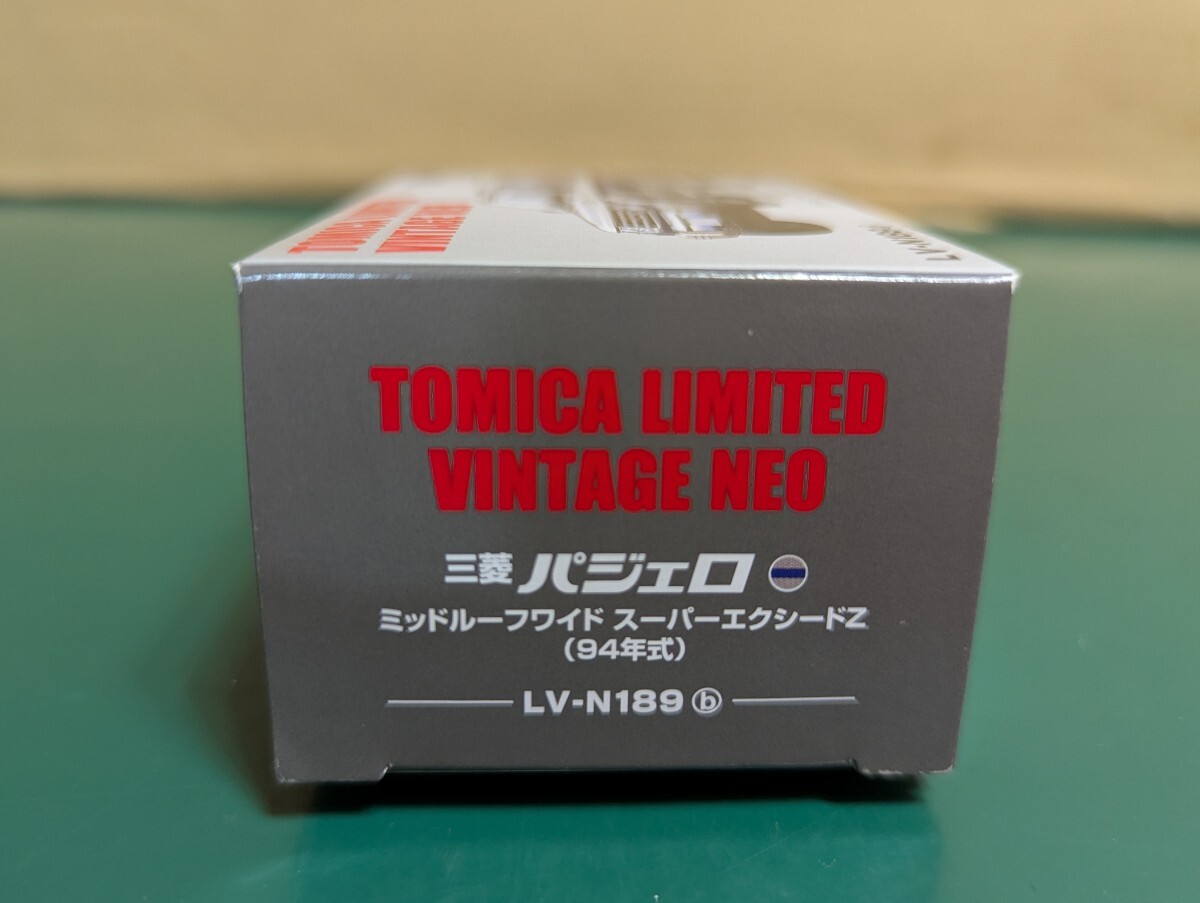 TOMICA LIMITED
VINTAGE NEO
三菱 パジェロ
ミッドルーフワイド スーパーエクシードZ
(94年式)
LV-N189 ⓑ